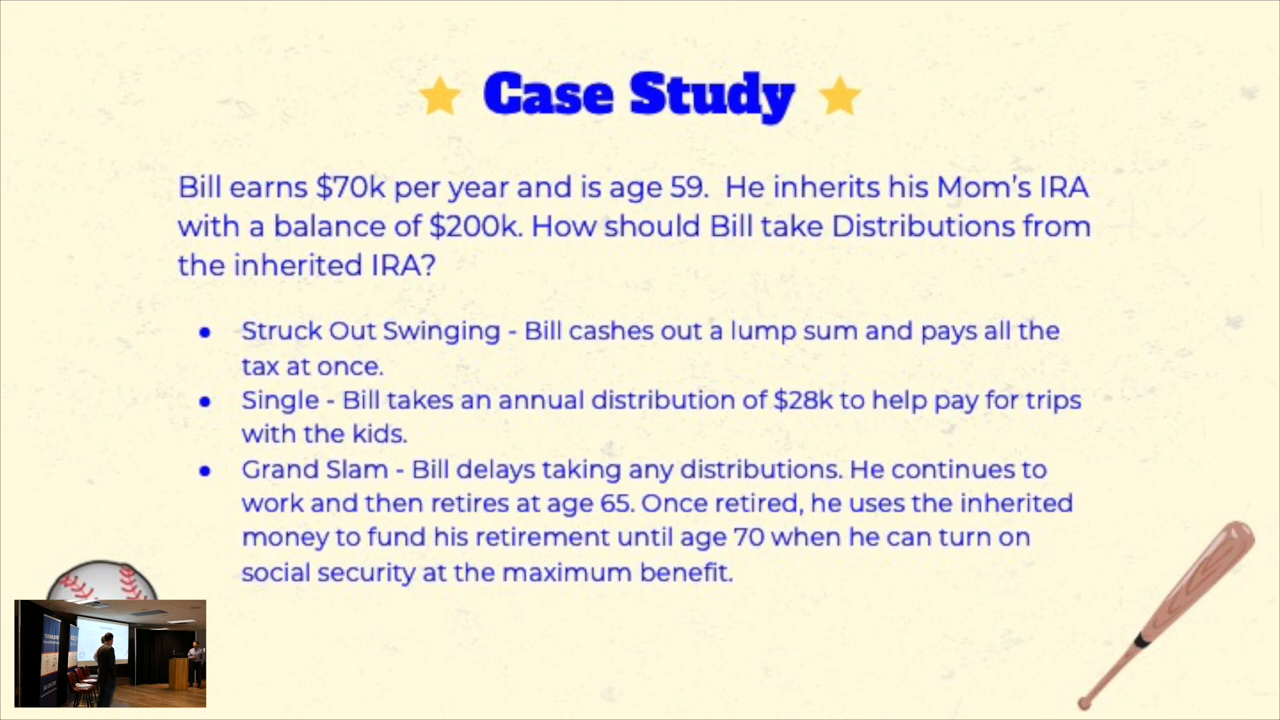 Case Study
Bill earns $70k per year and is age 59. He inherits his Mom's IRA
with a balance of $200k. How should Bill take Distributions from
the inherited IRA?
● Struck Out Swinging - Bill cashes out a lump sum and pays all the
tax at once.
● Single - Bill takes an annual distribution of $28k to help pay for trips
with the kids.
● Grand Slam - Bill delays taking any distributions. He continues to
work and then retires at age 65. Once retired, he uses the inherited
money to fund his retirement until age 70 when he can turn on
social security at the maximum benefit.